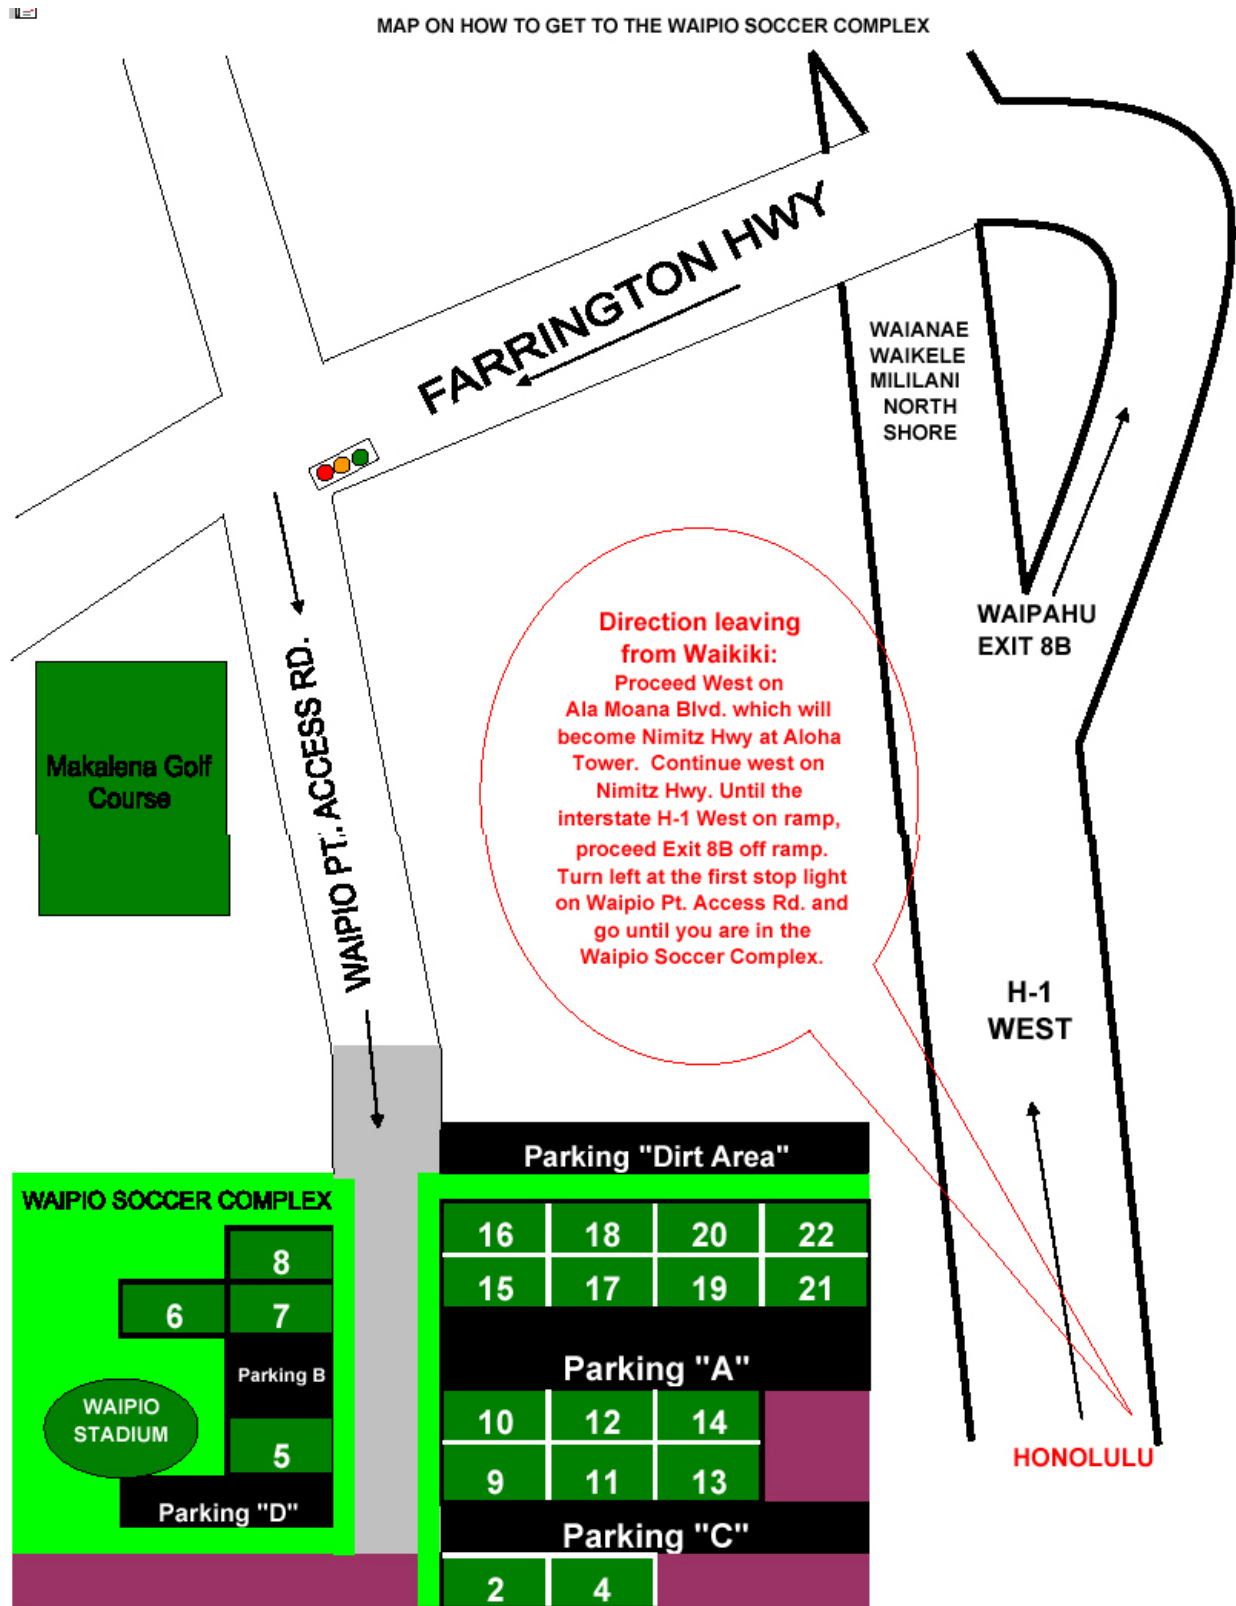 MAP ON HOW TO GET TO THE WAIPIO SOCCER COMPLEX
FARRINGTON HWY
WAIANAE
WAIKELE
MILILANI
NORTH
SHORE
WAIPAHU
EXIT 8B
Direction leaving
from Waikiki:
Proceed West on
Ala Moana Blvd. which will
become Nimitz Hwy at Aloha
Tower. Continue west on
Nimitz Hwy. Until the
interstate H-1 West on ramp,
proceed Exit 8B off ramp.
Turn left at the first stop light
on Waipio Pt. Access Rd. and
go until you are in the
Waipio Soccer Complex.
WAIPIO PT. ACCESS RD.
Makalena Golf
Course
H-1
WEST
HONOLULU
Parking "Dirt Area"
WAIPIO SOCCER COMPLEX
8
6 7
Parking B
WAIPIO
STADIUM
5
Parking "D"
16 18 20 22
15 17 19 21
Parking "A"
10 12 14
9 11 13
Parking "C"
2 4